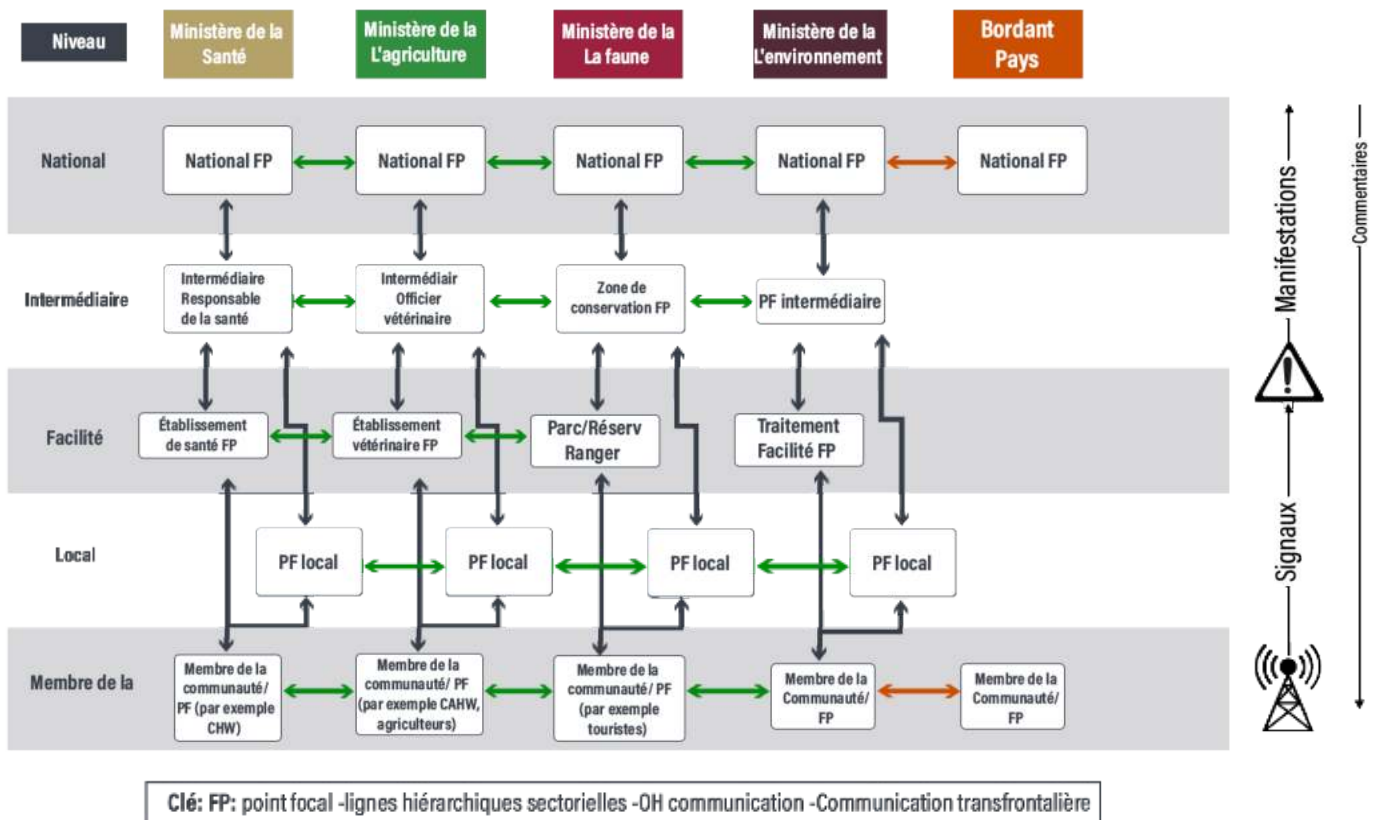 Niveau
Ministère de la
Santé
Ministère de la
L'agriculture
Ministère de la
La faune
Ministère de la
L'environnement
Bordant
Pays
National
National FP
National FP
National FP
National FP
National FP
Intermédiaire
Intermédiaire
Responsable
de la santé
Intermédiair
Officier
vétérinaire
Zone de
conservation FP
PF intermédiaire
Facilité
Établissement
de santé FP
Établissement
vétérinaire FP
Parc/Réserv
Ranger
Traitement
Facilité FP
Local
PF local
PF local
PF local
PF local
Membre de la
Membre de la
communauté/
PF (par exemple
CHW)
Membre de la
communauté/ PF
(par exemple CAHW,
agriculteurs)
Membre de la
communauté/ PF
(par exemple
touristes)
Membre de la
Communauté/
FP
Membre de la
Communauté/
FP
Manifestations
Signaux
Commentaires
Clé: FP: point focal -lignes hiérarchiques sectorielles -OH communication -Communication transfrontalière